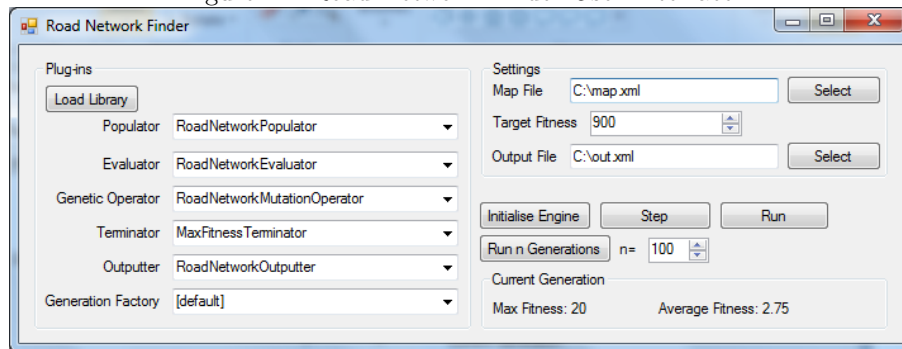 Road Network Finder
Plug-ins
Load Library
Populator RoadNetworkPopulator
Evaluator RoadNetworkEvaluator
Genetic Operator RoadNetworkMutationOperator
Terminator MaxFitnessTerminator
Outputter RoadNetworkOutputter
Generation Factory [default]
Settings
Map File C:\map.xml Select
Target Fitness 900
Output File C:\out.xml Select
Initialise Engine Step Run
Run n Generations n= 100
Current Generation
Max Fitness: 20 Average Fitness: 2.75